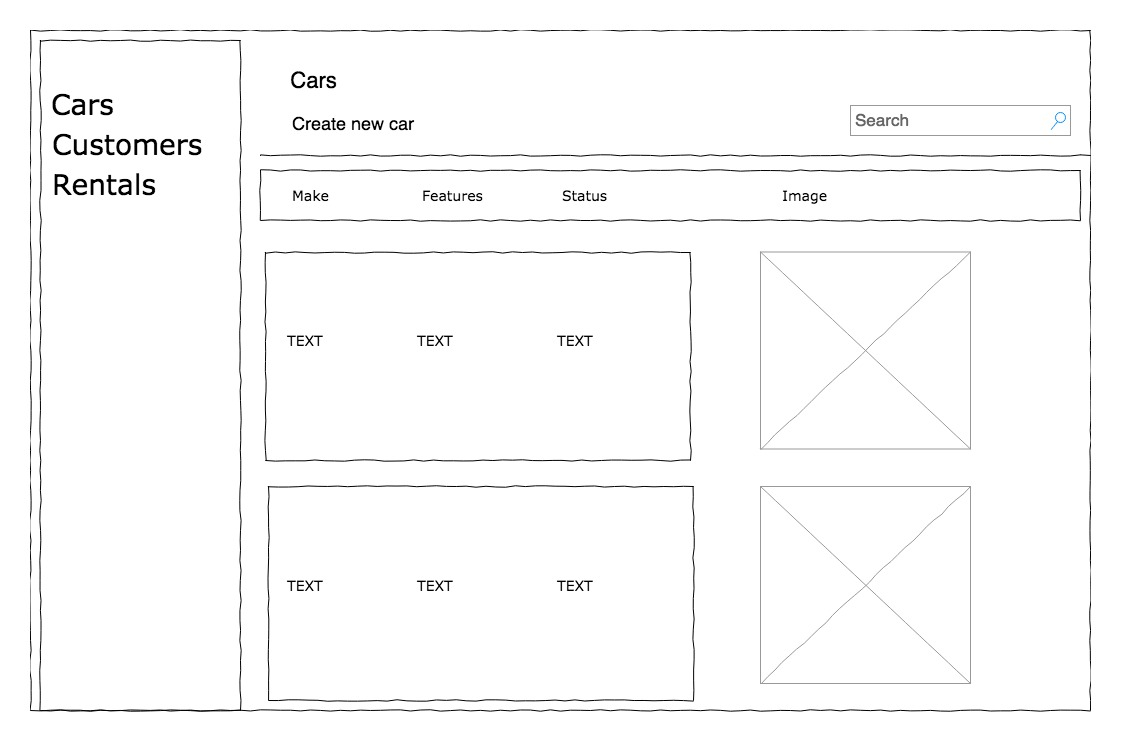 Cars
Customers
Rentals
Cars
Create new car
Search
Make Features Status Image
TEXT TEXT TEXT
TEXT TEXT TEXT